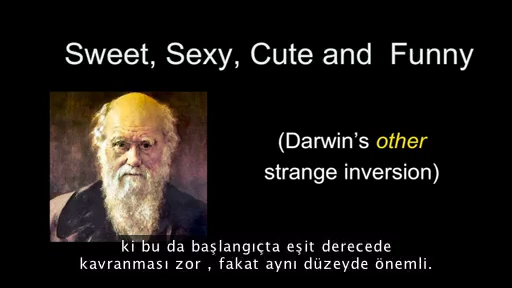 Sweet, Sexy, Cute and Funny
(Darwin's other
strange inversion)
ki bu da başlangıçta eşit derecede
kavranması zor , fakat aynı düzeyde önemli.